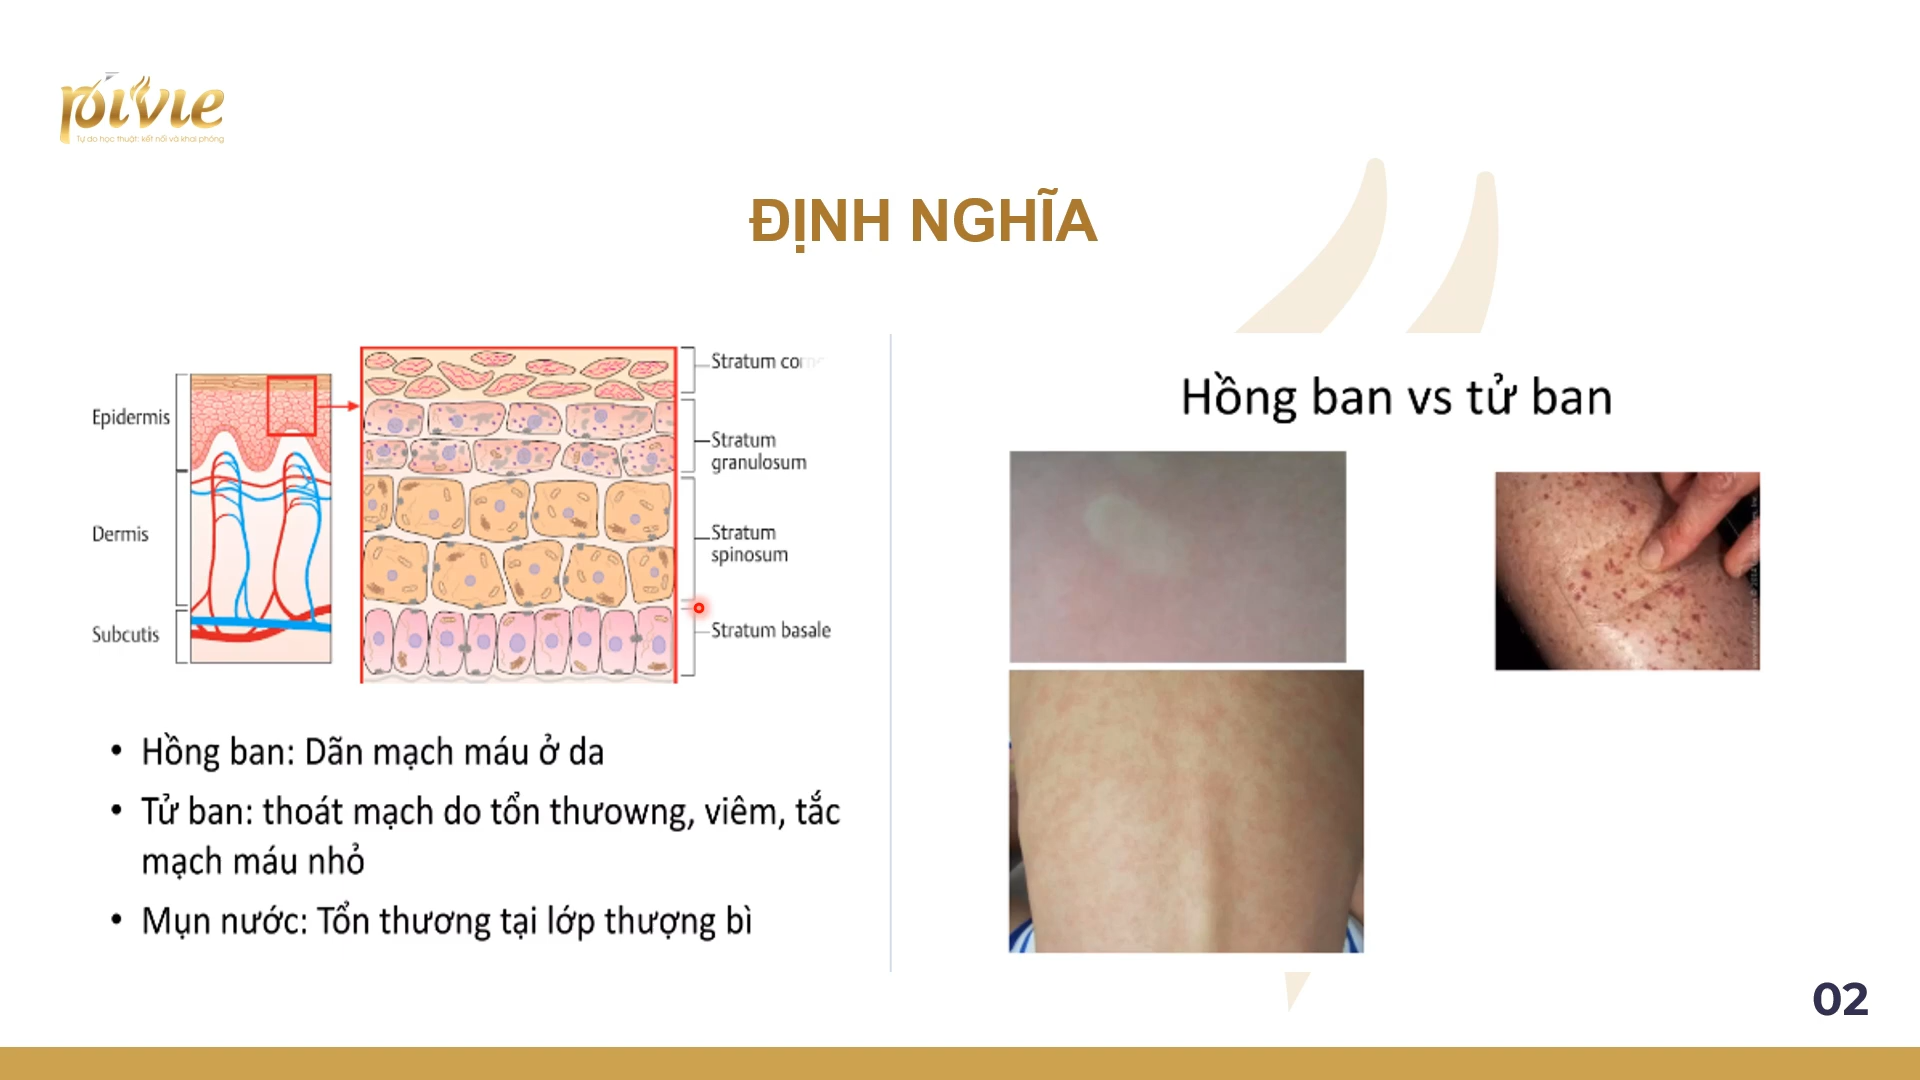 pivie
Tự do học thuật: kết nối và khai phóng
ĐỊNH NGHĨA
Epidermis
Dermis
Subcutis
Stratum cor
Stratum
granulosum
Stratum
spinosum
Stratum basale
• Hồng ban: Dãn mạch máu ở da
• Tử ban: thoát mạch do tổn thưowng, viêm, tắc
mạch máu nhỏ
• Mụn nước: Tổn thương tại lớp thượng bì
Hồng ban vs tử ban
02